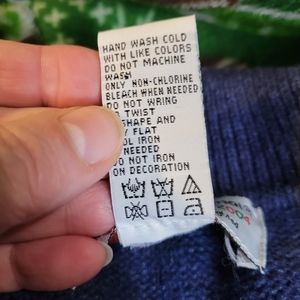 HAND WASH COLD
WITH LIKE COLORS
DO NOT MACHINE
WASH
ONLY NON-CHLORINE
BLEACH WHEN NEEDED
DO NOT WRING
TWIST
SHAPE AND
FLAT
IRON
NEEDED
DO NOT IRON
ON DECORATION